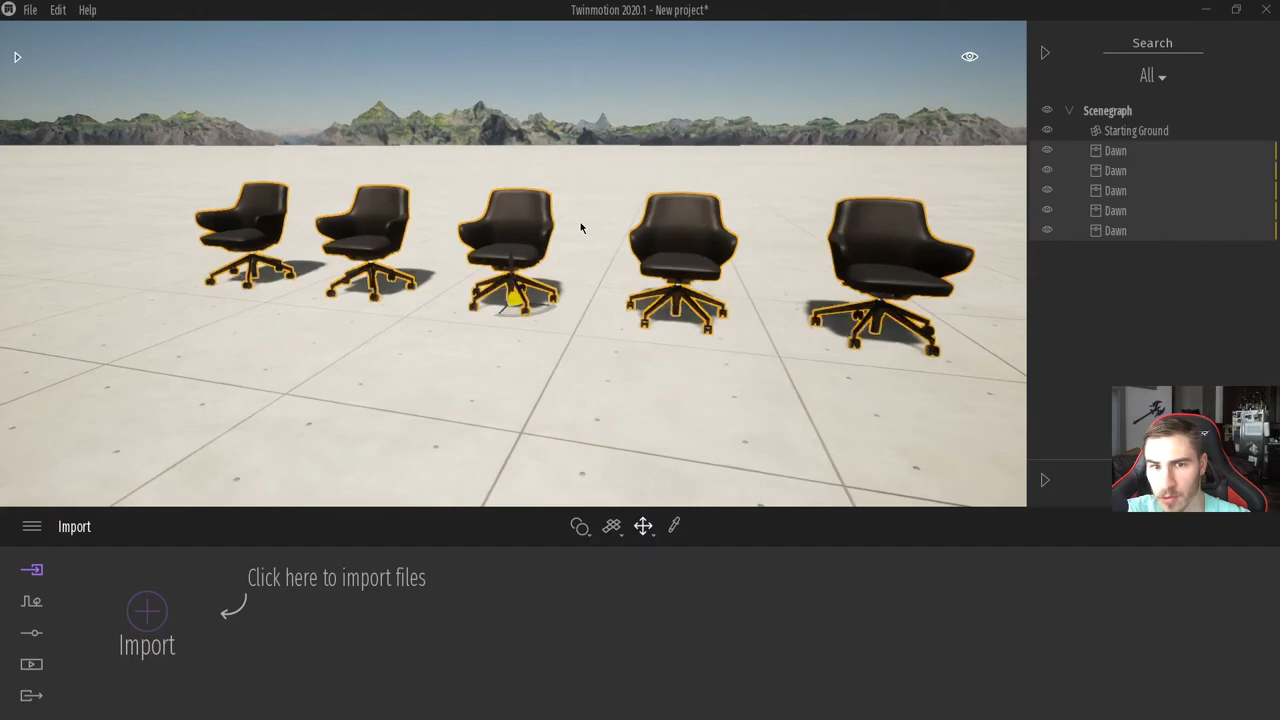 File Edit Help
Twinmotion 2020.1 - New project*
Search
All
Scenegraph
Starting Ground
Dawn
Dawn
Dawn
Dawn
Dawn
Import
Click here to import files
Import